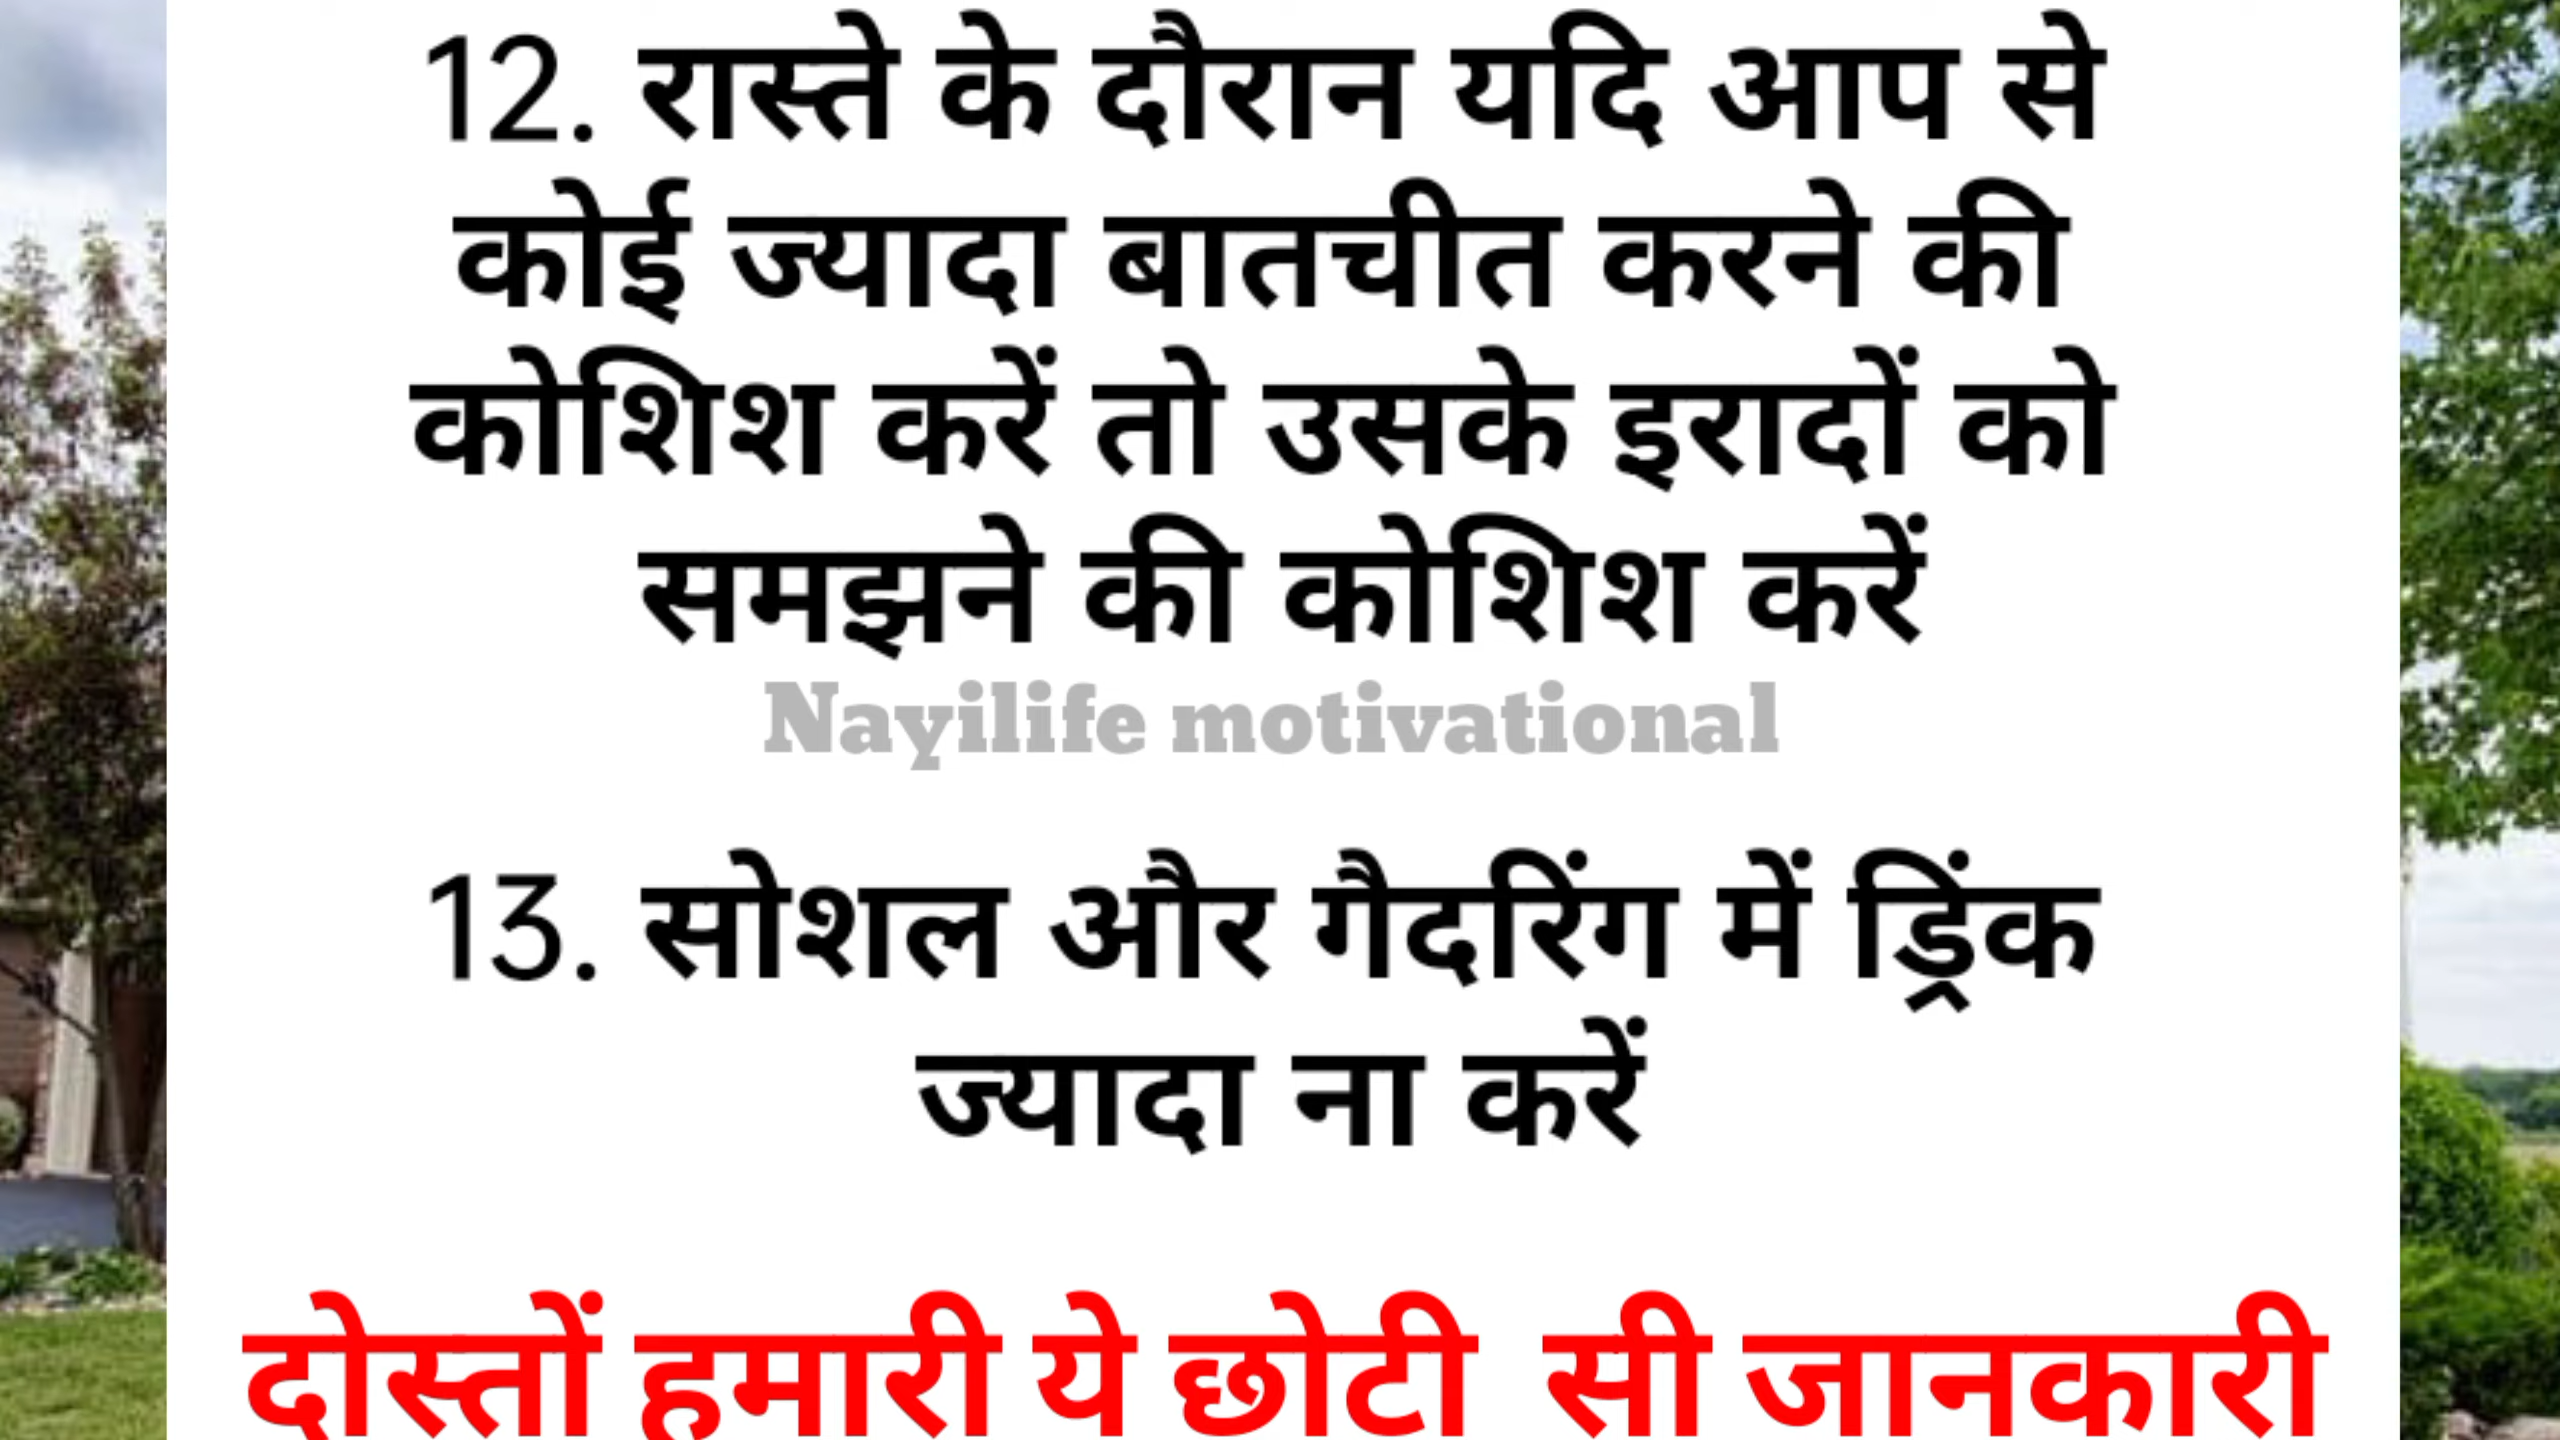 12. रास्ते के दौरान यदि आप से
कोई ज्यादा बातचीत करने की
कोशिश करें तो उसके इरादों को
समझने की कोशिश करें
Nayilife motivational
13. सोशल और गैदरिंग में ड्रिंक
ज्यादा ना करें
दोस्तों हमारी ये छोटी सी जानकारी